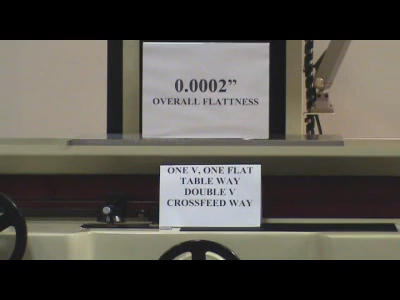 0.0002”
OVERALL FLATTNESS
ONE V, ONE FLAT
TABLE WAY
DOUBLE V
CROSSFEED WAY